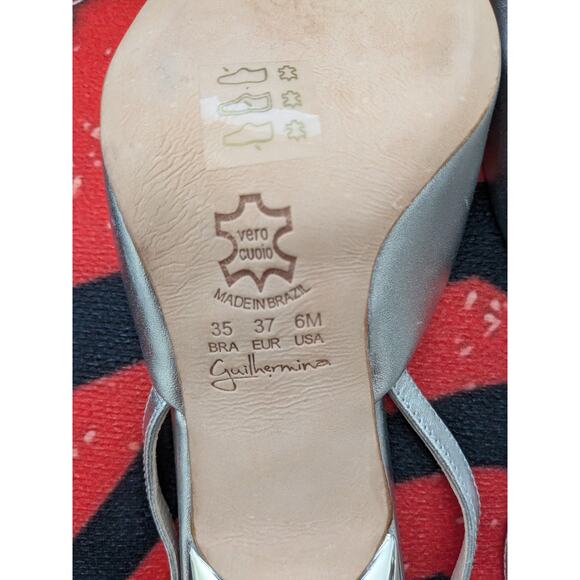 vero
cuoio
MADE IN BRAZIL
35 37 6M
BRA EUR USA
Guilhermina